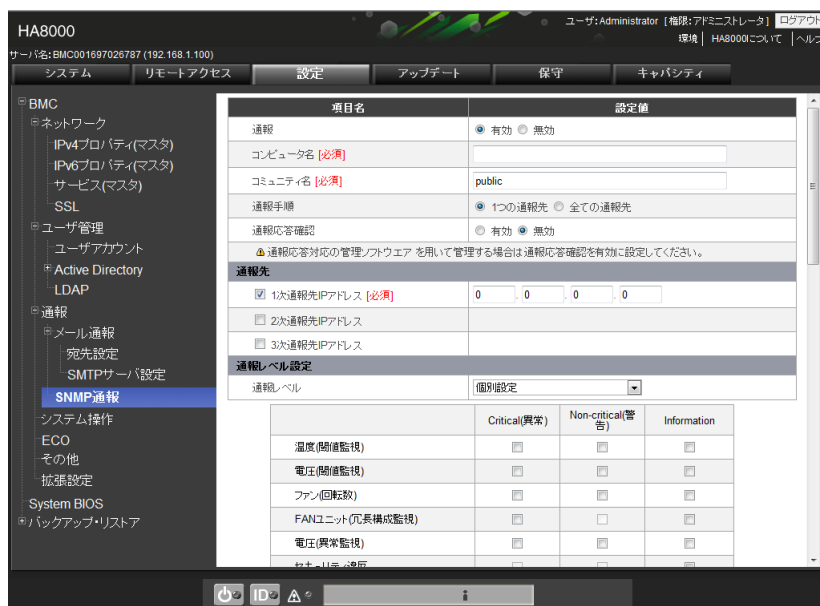 HA8000
ユーザ:Administrator [権限:アドミニストレータ] ログアウト
環境 | HA8000について | ヘルプ
サーバ名:BMC001697026787 (192.168.1.100)
システム リモートアクセス 設定 アップデート 保守 キャパシティ
BMC
ネットワーク
IPv4プロパティ(マスタ)
IPv6プロパティ(マスタ)
サービス(マスタ)
SSL
ユーザ管理
ユーザアカウント
Active Directory
LDAP
通報
メール通報
宛先設定
SMTPサーバ設定
SNMP通報
システム操作
ECO
その他
拡張設定
System BIOS
バックアップ・リストア
項目名 設定値
通報 有効 無効
コンピュータ名 [必須]
コミュニティ名 [必須] public
通報手順 1つの通報先 全ての通報先
通報応答確認 有効 無効
通報応答対応の管理ソフトウエア を用いて管理する場合は通報応答確認を有効に設定してください。
通報先
1次通報先IPアドレス [必須] 0 . 0 . 0 . 0
2次通報先IPアドレス
3次通報先IPアドレス
通報レベル設定
通報レベル 個別設定
Critical(異常) Non-critical(警告) Information
温度(閾値監視)
電圧(閾値監視)
ファン(回転数)
FANユニット(冗長構成監視)
電圧(異常監視)
セキュリティ違反
ID